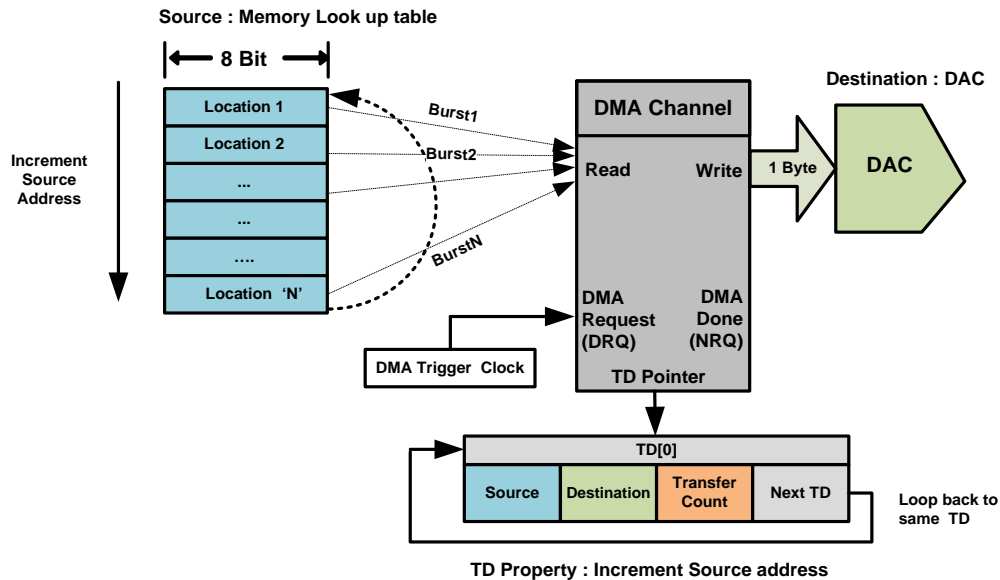 Source : Memory Look up table
8 Bit
Destination : DAC
Increment
Source
Address
Location 1
Location 2
...
...
....
Location ‘N’
Burst1
Burst2
BurstN
DMA Channel
Read
Write
1 Byte
DAC
DMA
Request
(DRQ)
DMA
Done
(NRQ)
TD Pointer
DMA Trigger Clock
TD[0]
Source
Destination
Transfer
Count
Next TD
Loop back to
same TD
TD Property : Increment Source address